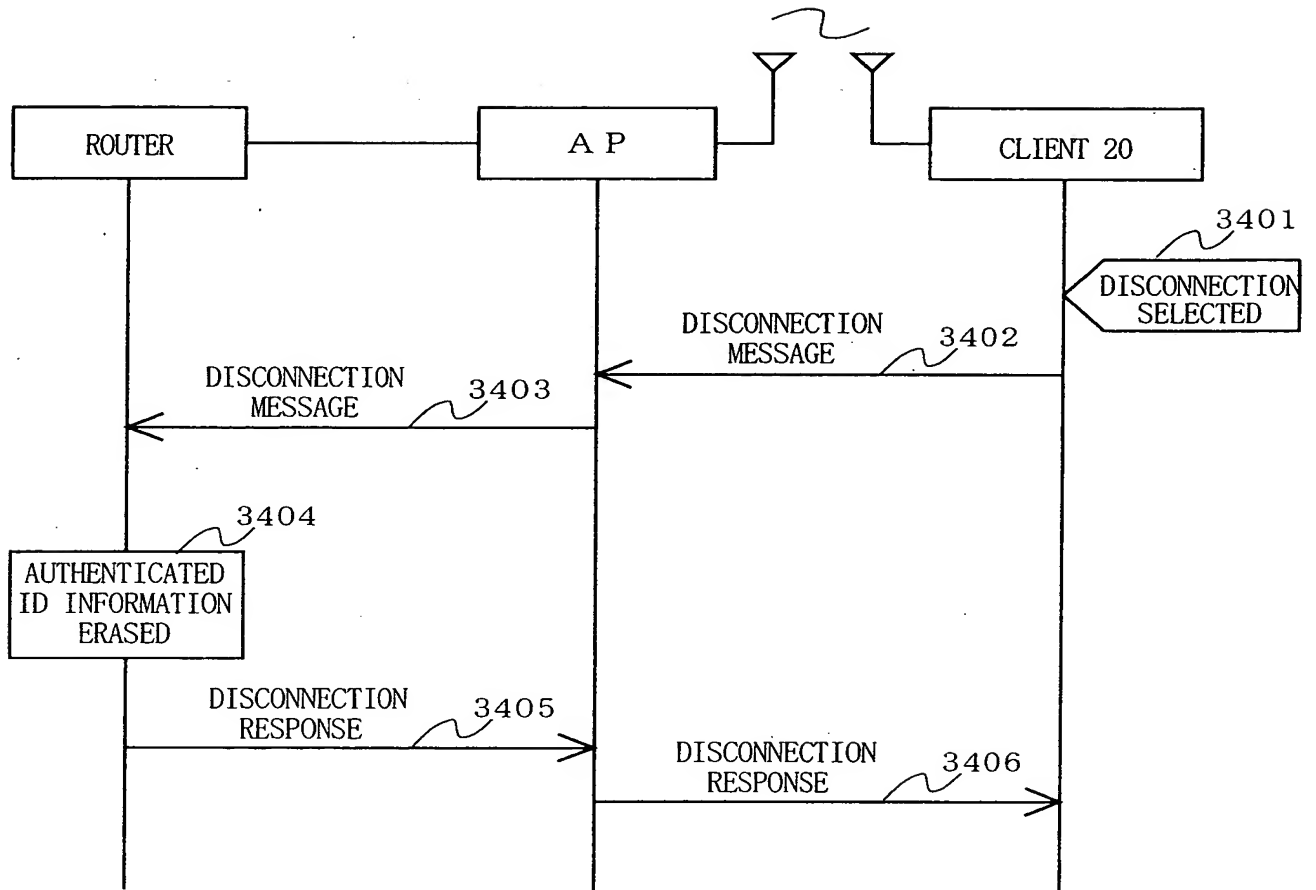 ROUTER
A P
CLIENT 20
3401
DISCONNECTION
SELECTED
DISCONNECTION
MESSAGE
3402
DISCONNECTION
MESSAGE
3403
3404
AUTHENTICATED
ID INFORMATION
ERASED
DISCONNECTION
RESPONSE
3405
DISCONNECTION
RESPONSE
3406